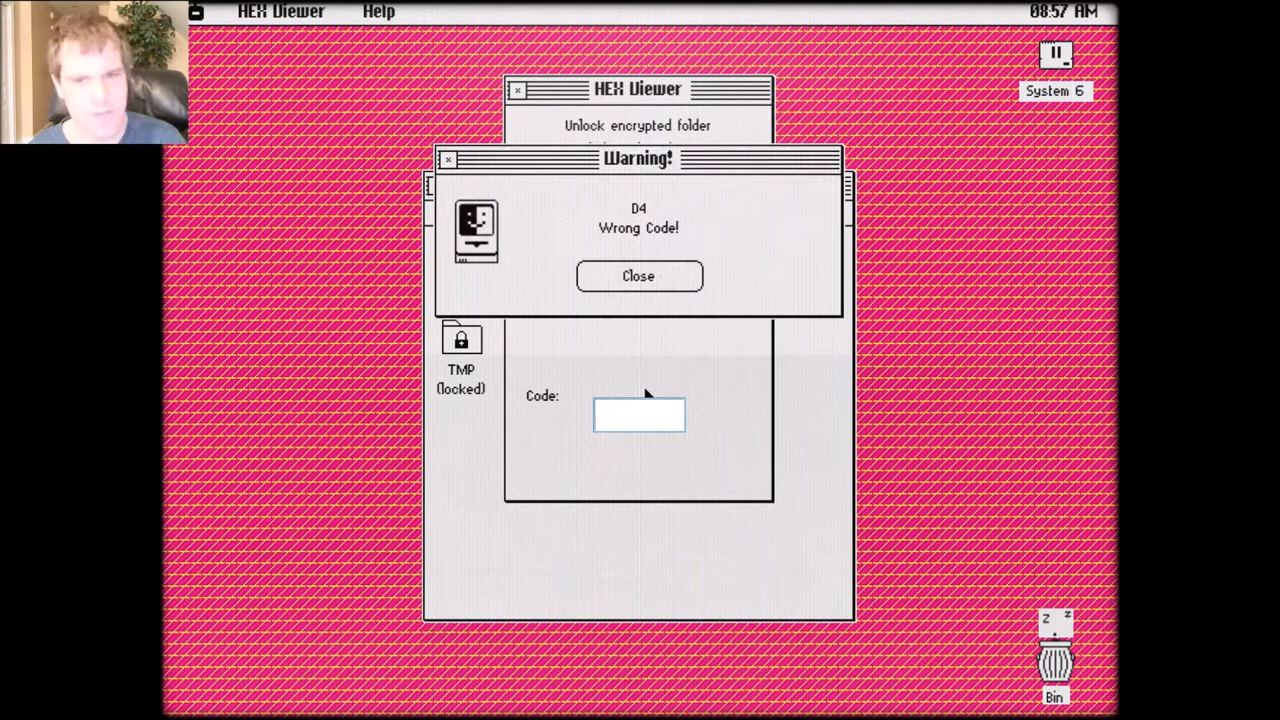 HEX Viewer Help 08:57 AM
System 6
HEX Viewer
Unlock encrypted folder
Warning!
D4
Wrong Code!
Close
TMP
(locked)
Code:
z z
Bin